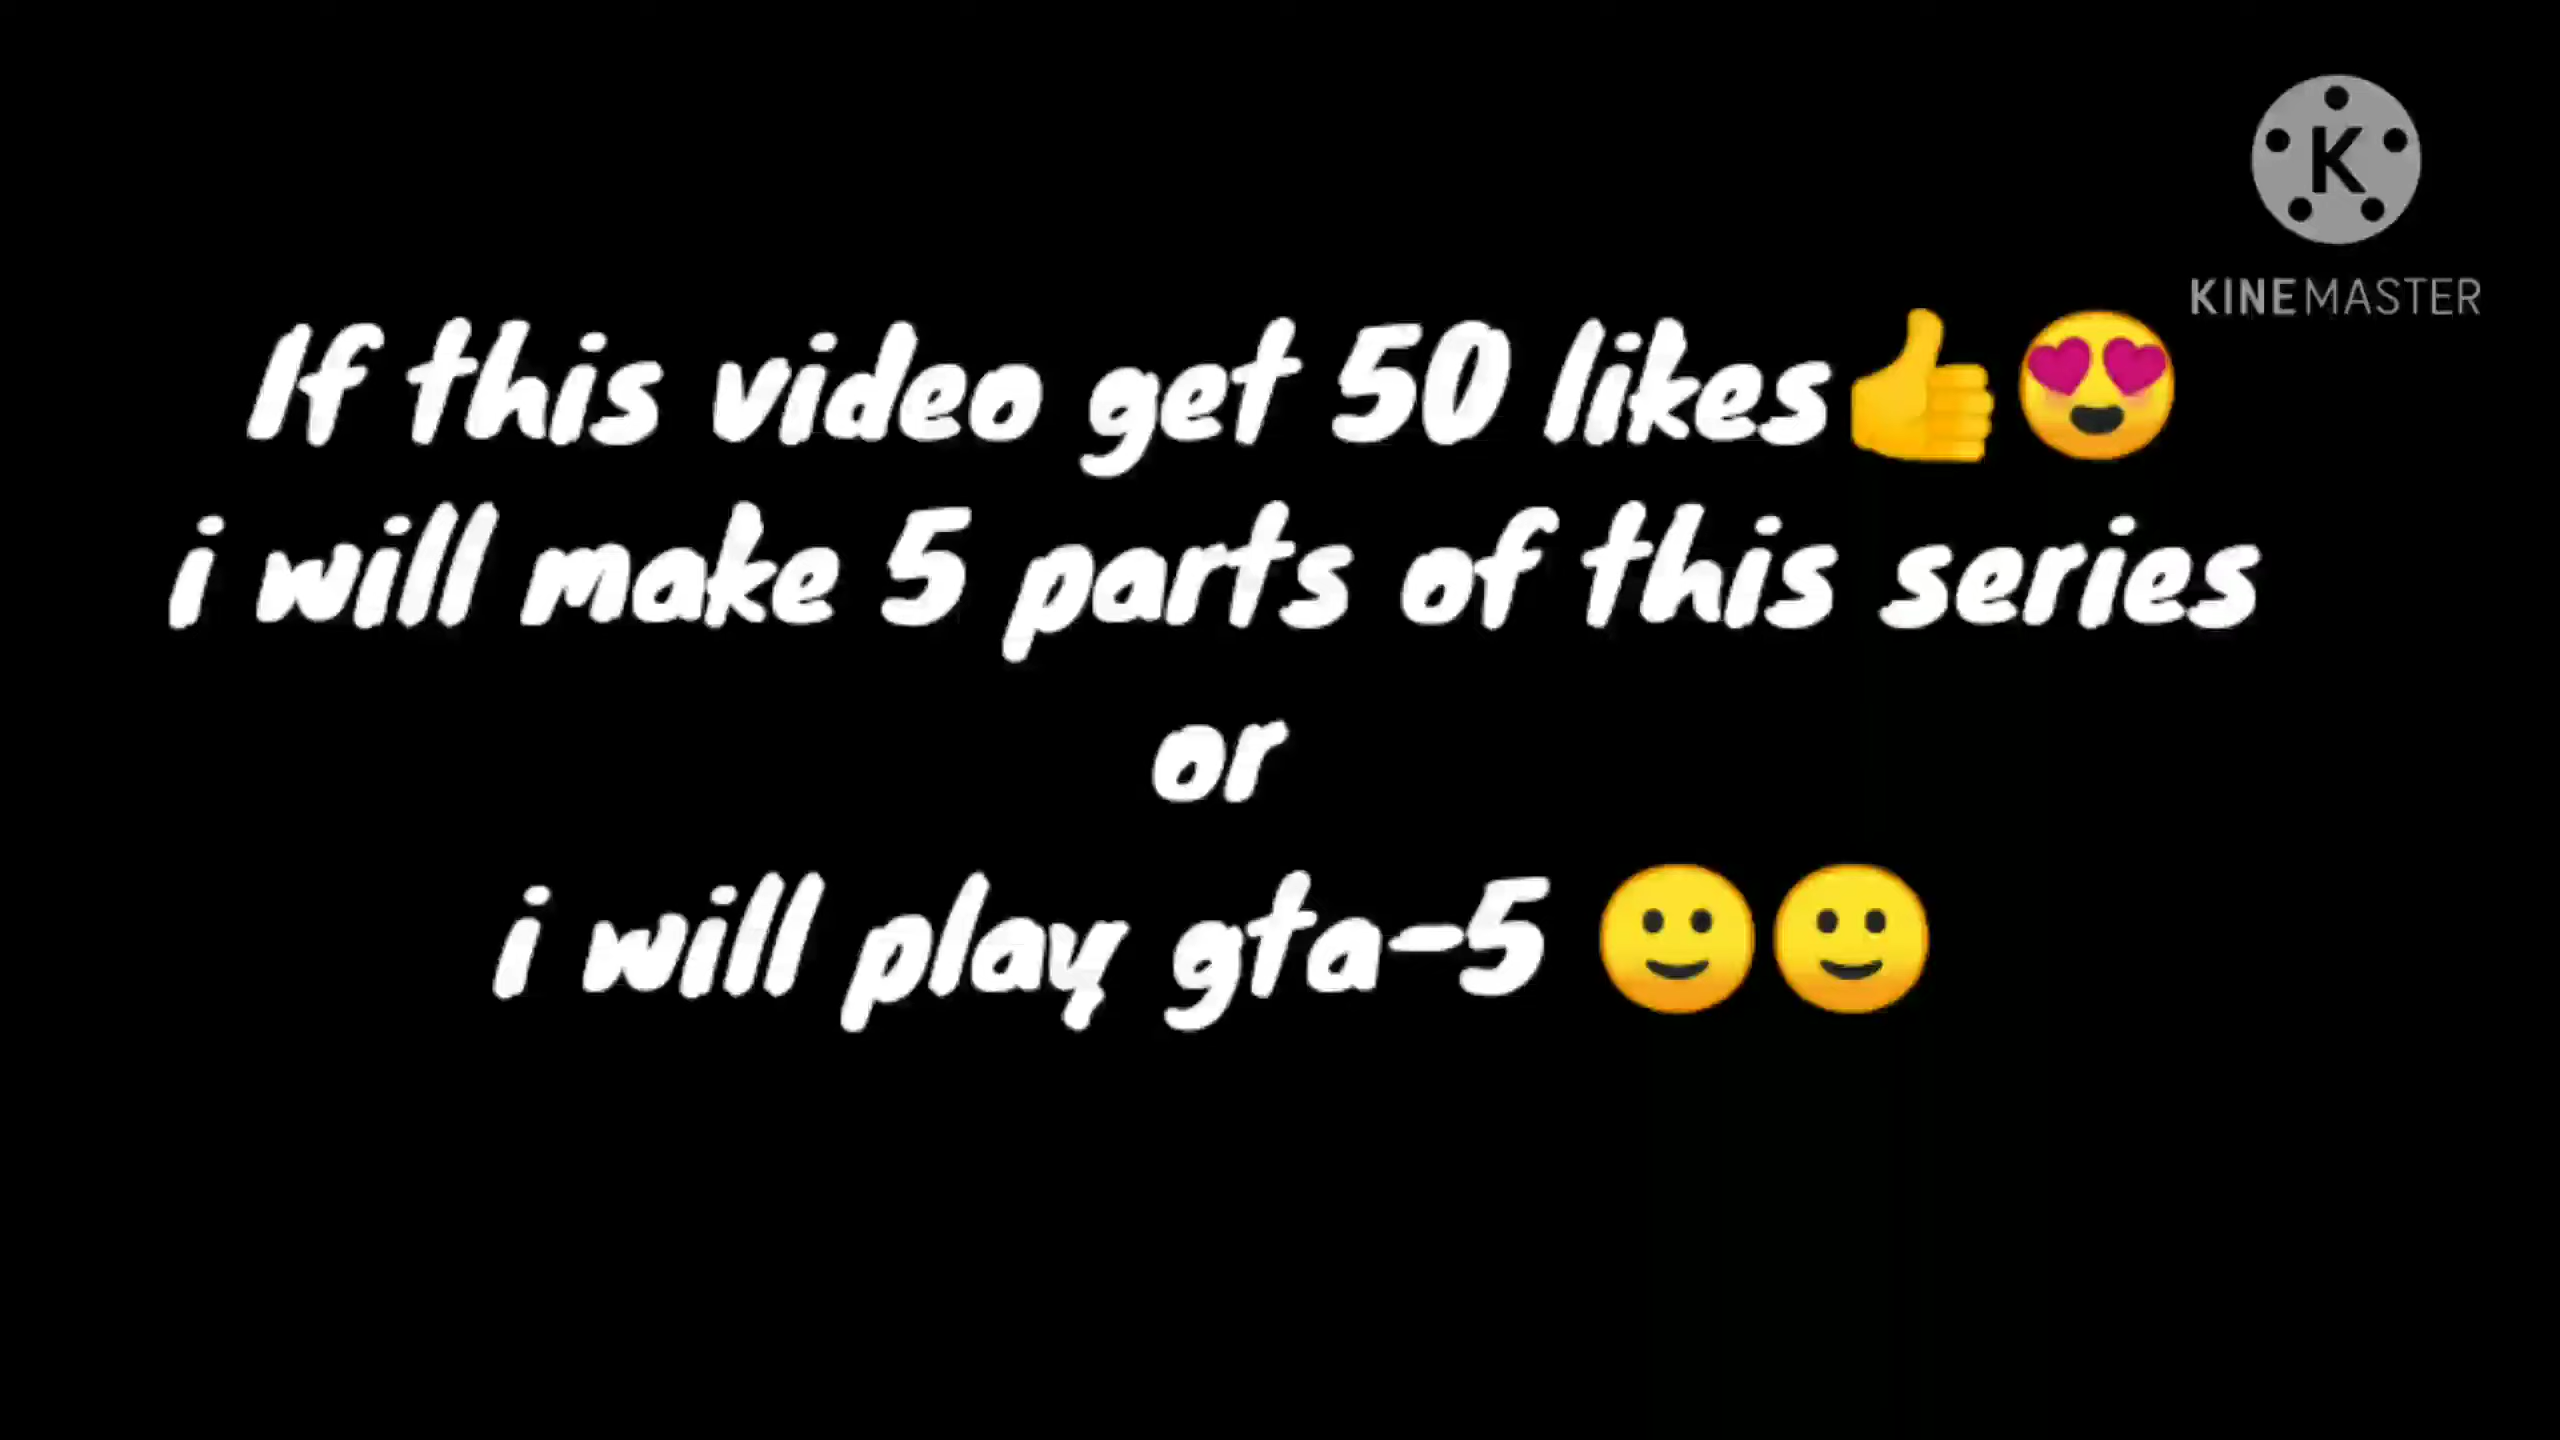 K
KINEMASTER
If this video get 50 likes👍😍
i will make 5 parts of this series
or
i will play gta-5 🙂🙂